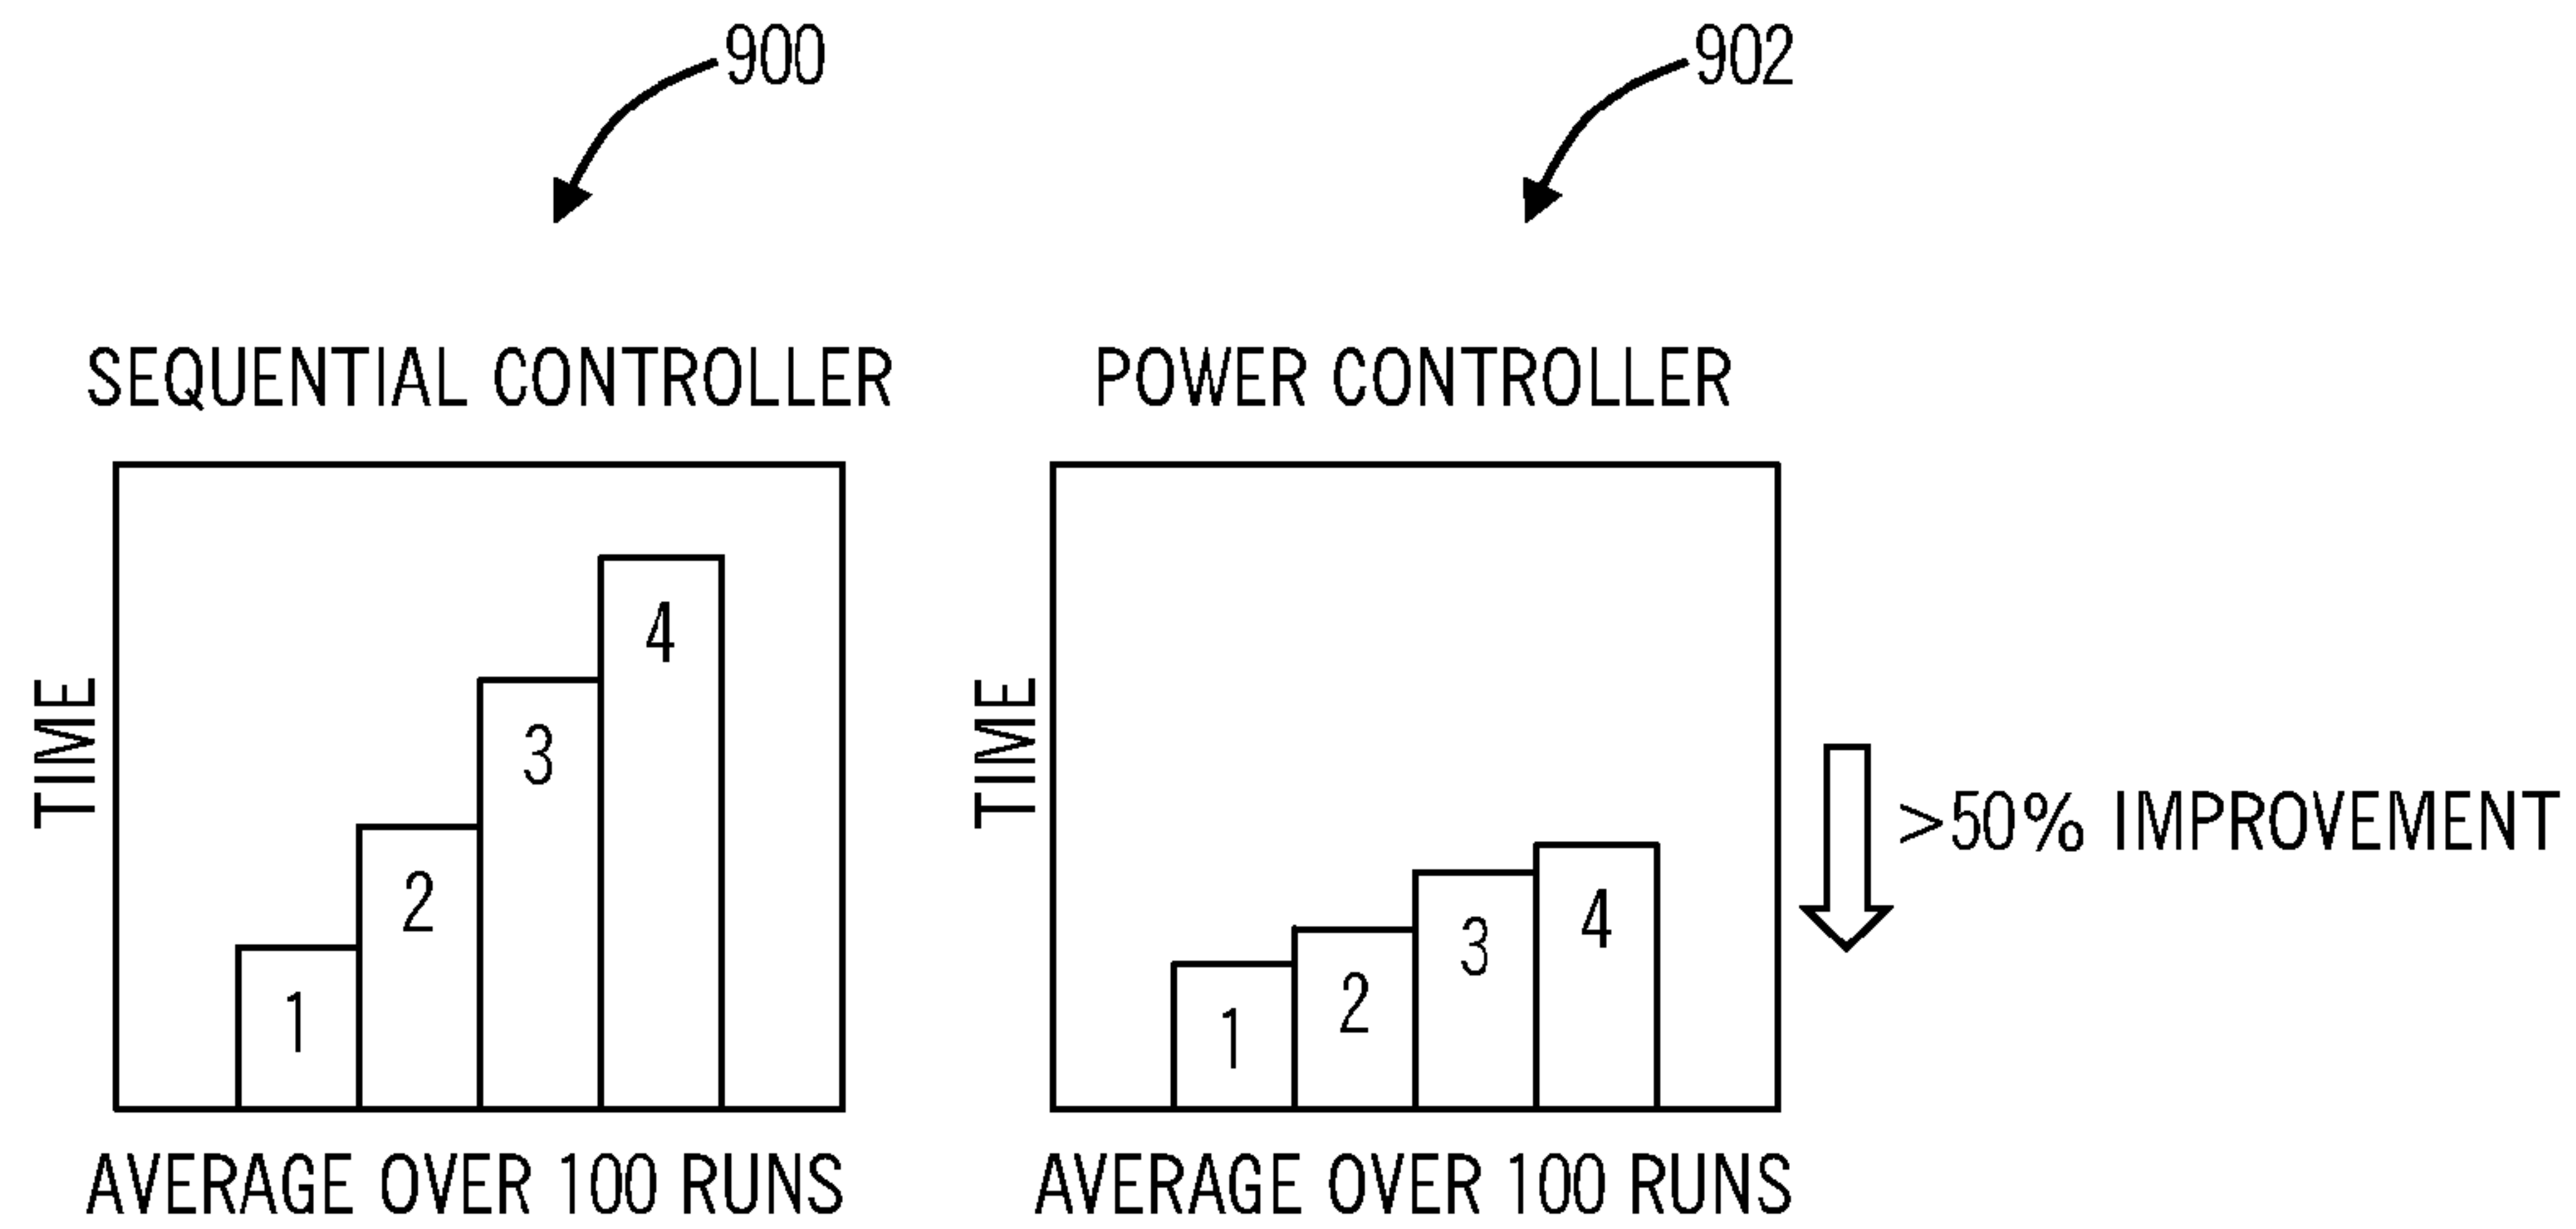 900
902
SEQUENTIAL CONTROLLER
POWER CONTROLLER
TIME
1
2
3
4
AVERAGE OVER 100 RUNS
TIME
1
2
3
4
AVERAGE OVER 100 RUNS
>50% IMPROVEMENT